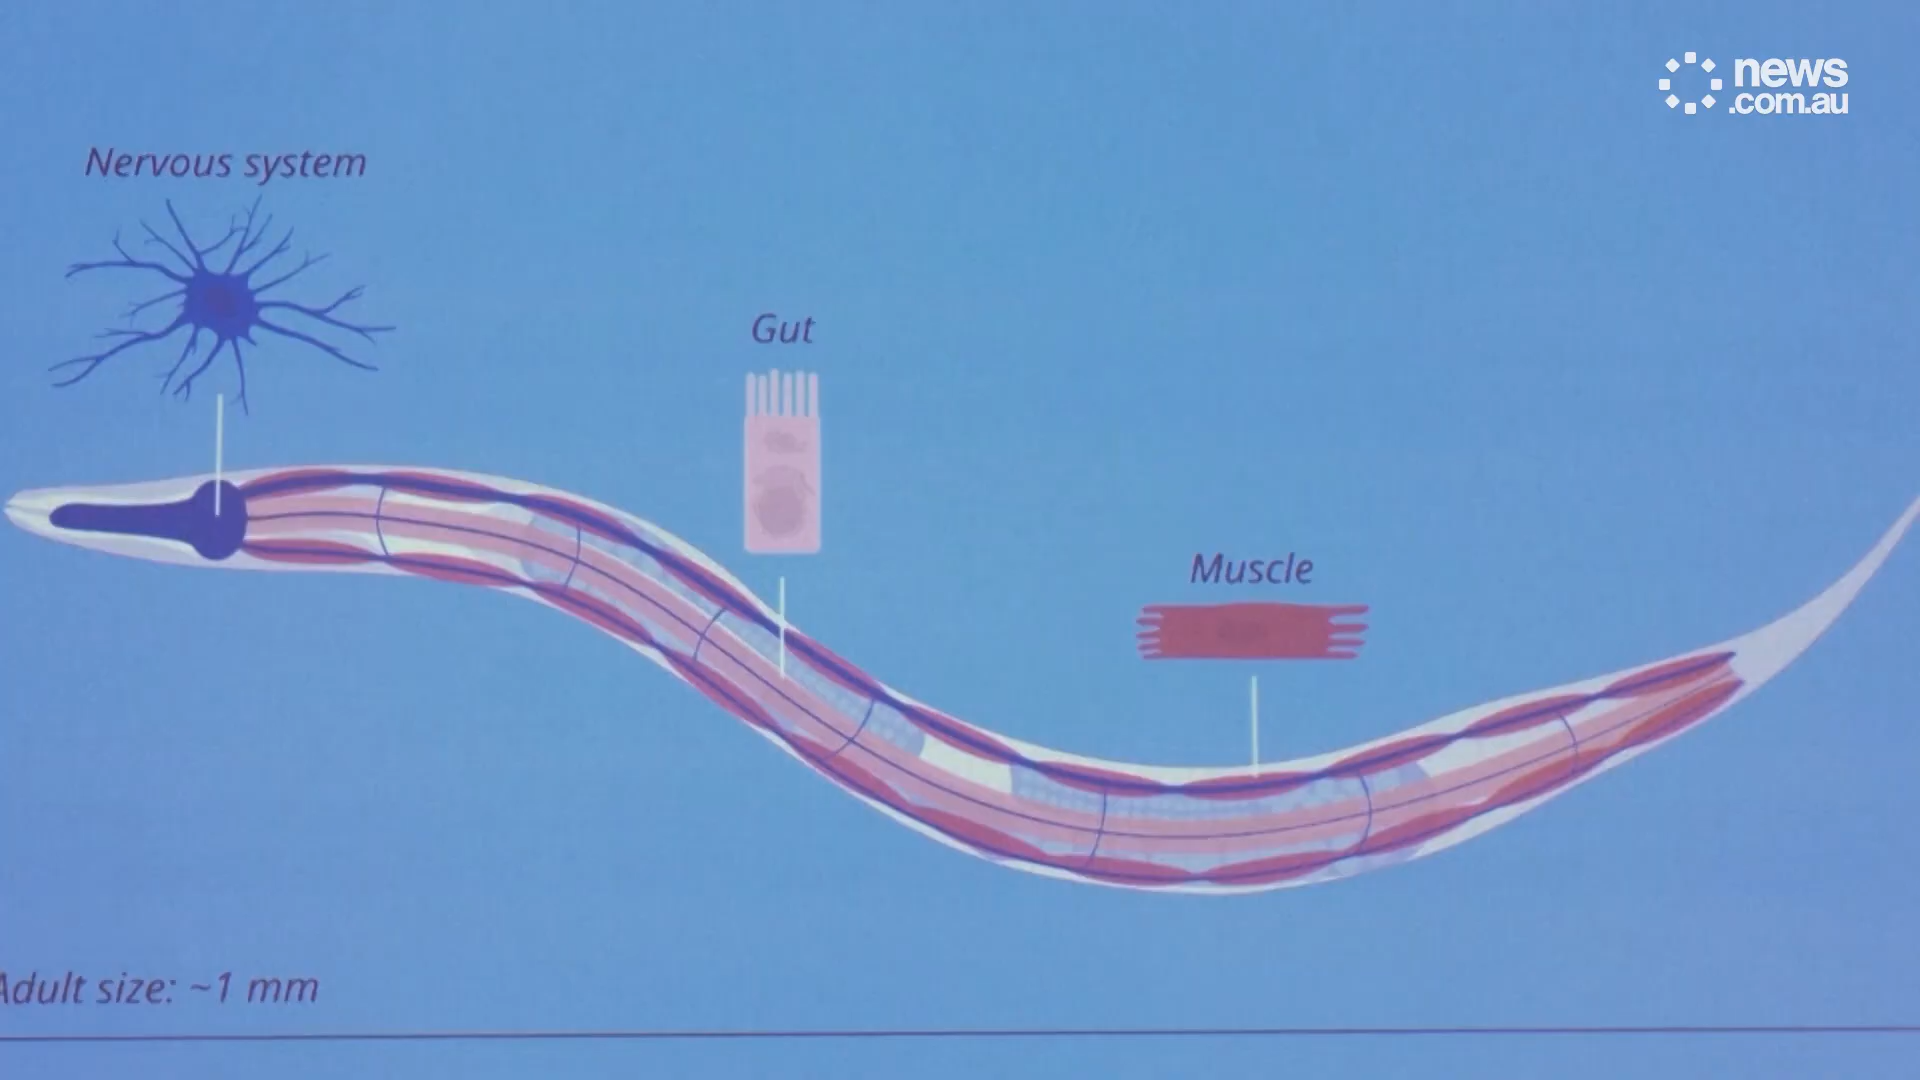 news
.com.au
Nervous system
Gut
Muscle
Adult size: ~1 mm